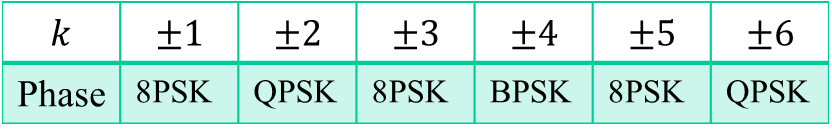 k ±1 ±2 ±3 ±4 ±5 ±6
Phase 8PSK QPSK 8PSK BPSK 8PSK QPSK